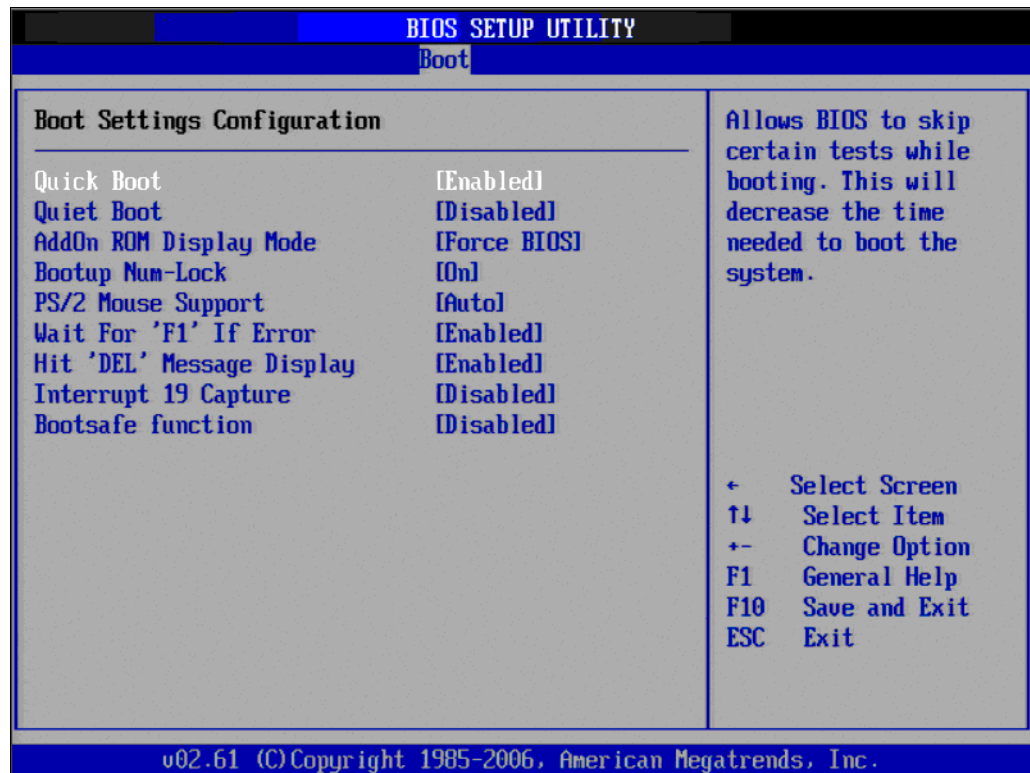 BIOS SETUP UTILITY
Boot
Boot Settings Configuration
Quick Boot [Enabled]
Quiet Boot [Disabled]
AddOn ROM Display Mode [Force BIOS]
Bootup Num-Lock [On]
PS/2 Mouse Support [Auto]
Wait For 'F1' If Error [Enabled]
Hit 'DEL' Message Display [Enabled]
Interrupt 19 Capture [Disabled]
Bootsafe function [Disabled]
Allows BIOS to skip
certain tests while
booting. This will
decrease the time
needed to boot the
system.
← Select Screen
↑↓ Select Item
+- Change Option
F1 General Help
F10 Save and Exit
ESC Exit
v02.61 (C)Copyright 1985-2006, American Megatrends, Inc.